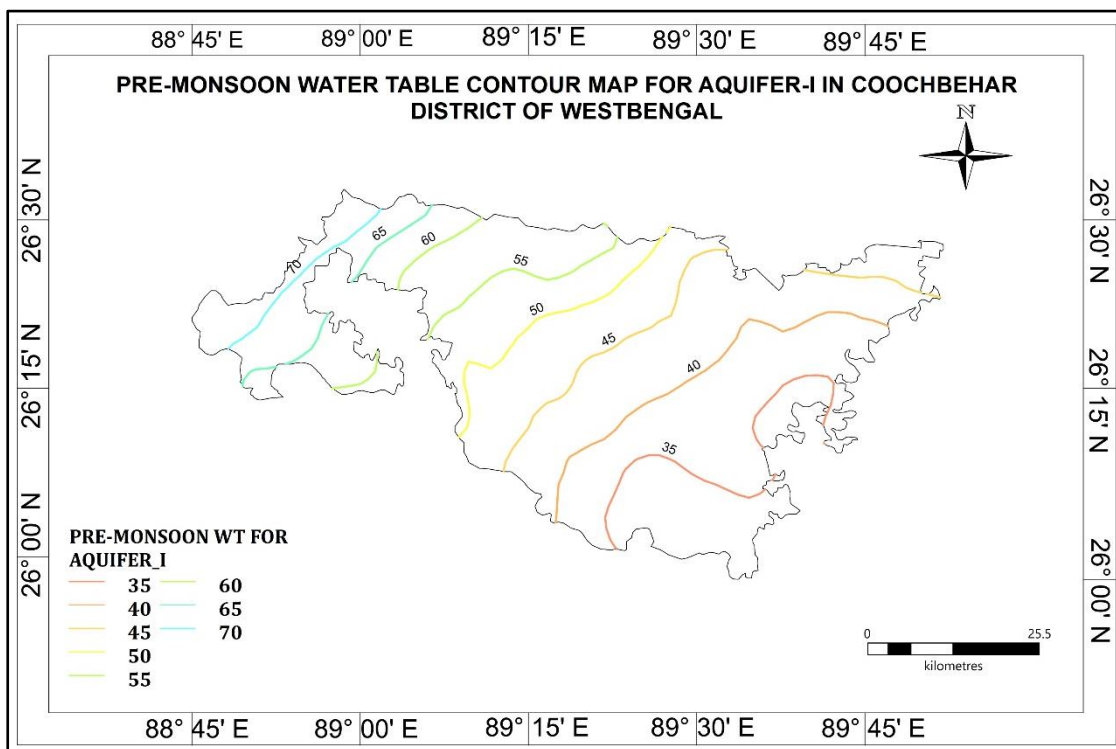 88° 45' E 89° 00' E 89° 15' E 89° 30' E 89° 45' E
PRE-MONSOON WATER TABLE CONTOUR MAP FOR AQUIFER-I IN COOCHBEHAR
DISTRICT OF WESTBENGAL
N
26° 30' N
26° 30' N
65
60
70
55
50
45
40
35
26° 15' N
26° 15' N
26° 00' N
26° 00' N
PRE-MONSOON WT FOR
AQUIFER_I
35 60
40 65
45 70
50
55
0 25.5
kilometres
88° 45' E 89° 00' E 89° 15' E 89° 30' E 89° 45' E